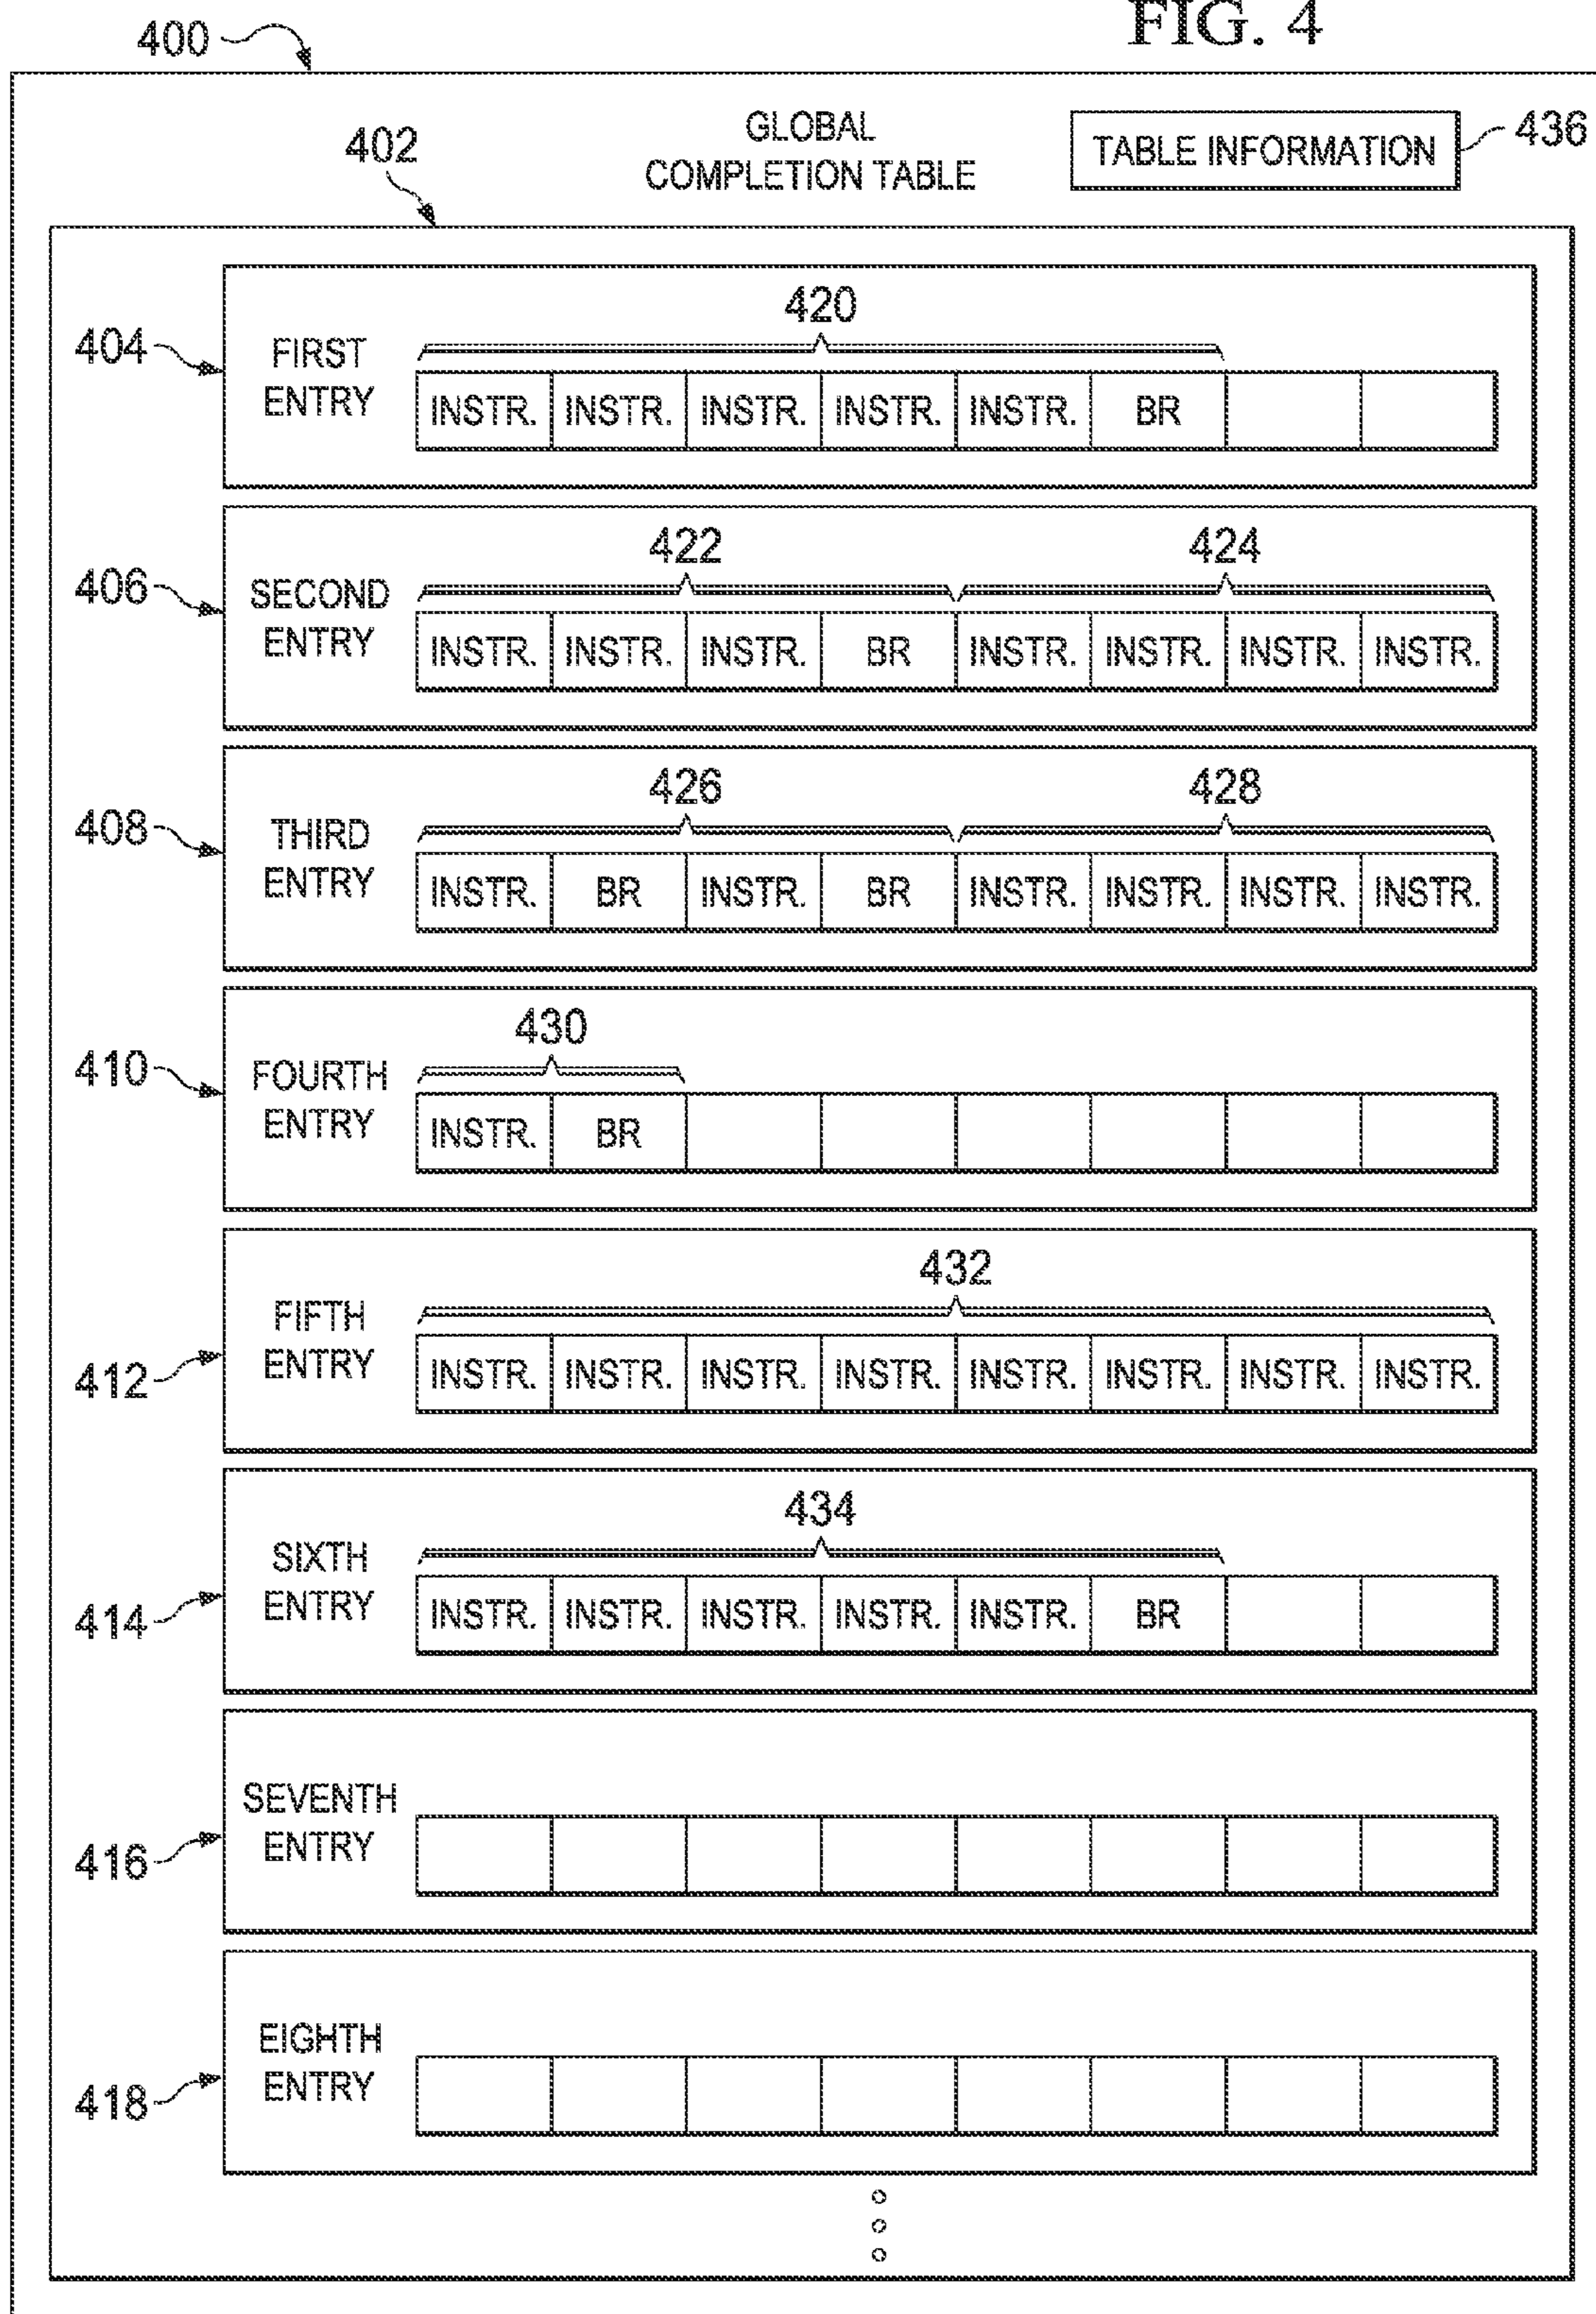 FIG. 4
400
GLOBAL
COMPLETION TABLE
TABLE INFORMATION
436
402
404
FIRST
ENTRY
420
INSTR. INSTR. INSTR. INSTR. INSTR. BR
406
SECOND
ENTRY
422 424
INSTR. INSTR. INSTR. BR INSTR. INSTR. INSTR. INSTR.
408
THIRD
ENTRY
426 428
INSTR. BR INSTR. BR INSTR. INSTR. INSTR. INSTR.
410
FOURTH
ENTRY
430
INSTR. BR
412
FIFTH
ENTRY
432
INSTR. INSTR. INSTR. INSTR. INSTR. INSTR. INSTR. INSTR.
414
SIXTH
ENTRY
434
INSTR. INSTR. INSTR. INSTR. INSTR. BR
416
SEVENTH
ENTRY
418
EIGHTH
ENTRY